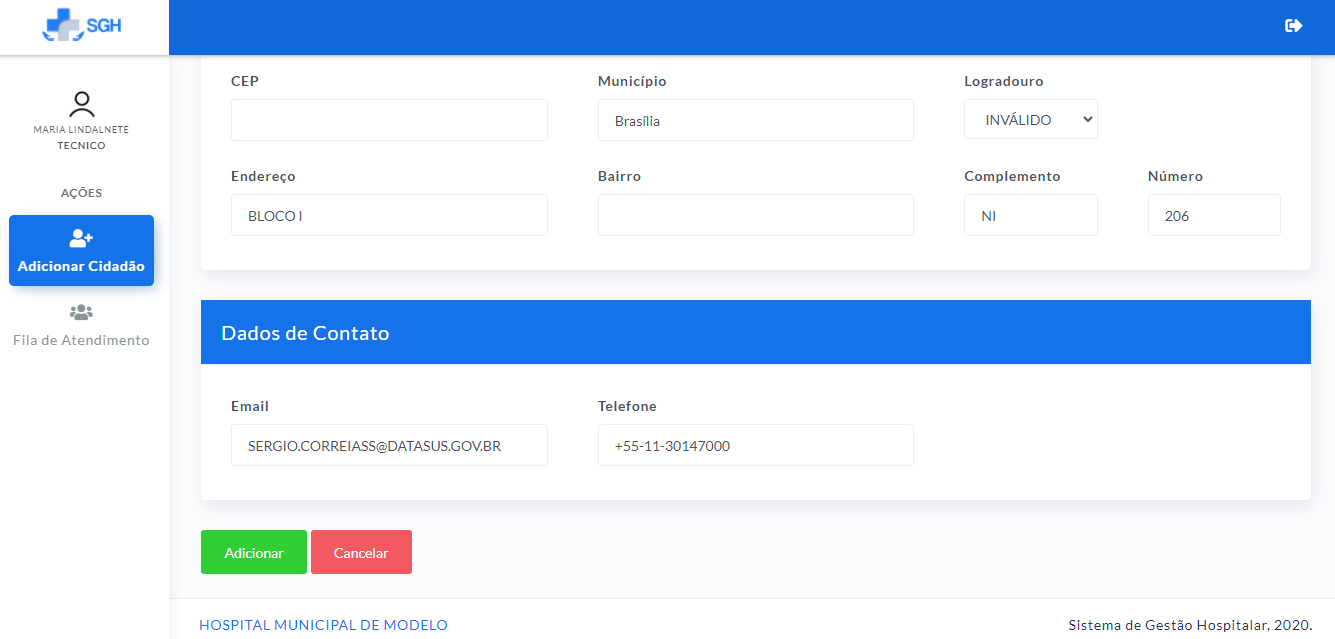 SGH
MARIA LINDALNETE
TECNICO
AÇÕES
Adicionar Cidadão
Fila de Atendimento
CEP Município Logradouro
Brasília INVÁLIDO
Endereço Bairro Complemento Número
BLOCO I NI 206
Dados de Contato
Email Telefone
SERGIO.CORREIASS@DATASUS.GOV.BR +55-11-30147000
Adicionar Cancelar
HOSPITAL MUNICIPAL DE MODELO Sistema de Gestão Hospitalar, 2020.